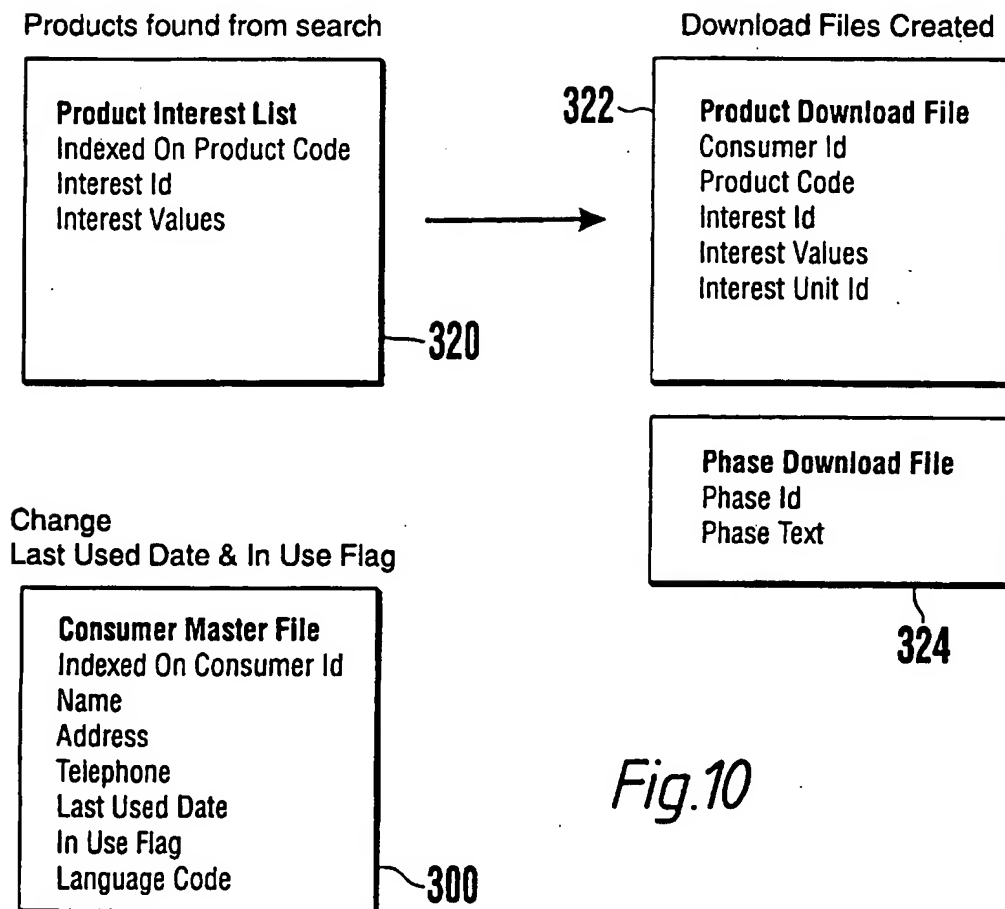 Products found from search
Product Interest List
Indexed On Product Code
Interest Id
Interest Values
320
Download Files Created
322
Product Download File
Consumer Id
Product Code
Interest Id
Interest Values
Interest Unit Id
Phase Download File
Phase Id
Phase Text
324
Change
Last Used Date & In Use Flag
Consumer Master File
Indexed On Consumer Id
Name
Address
Telephone
Last Used Date
In Use Flag
Language Code
300
Fig.10